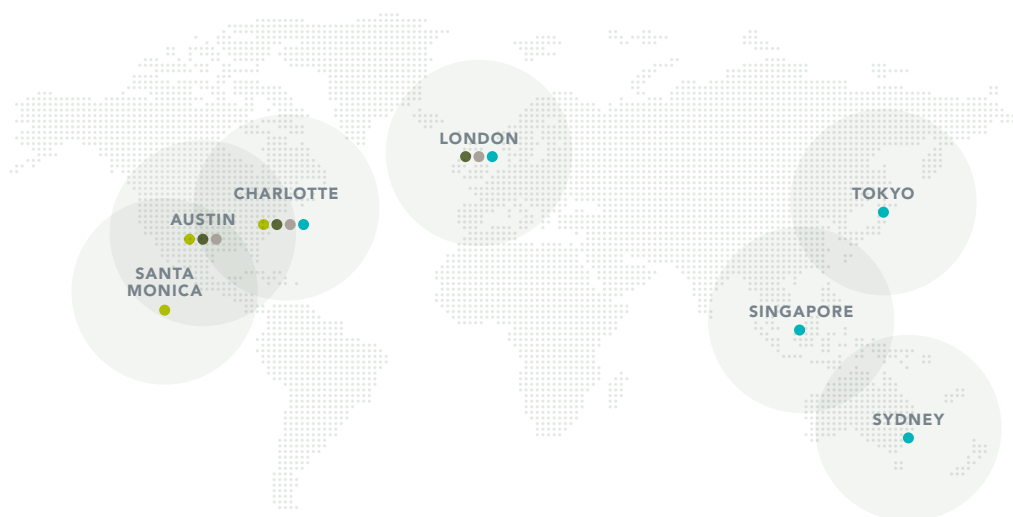 LONDON
CHARLOTTE
TOKYO
AUSTIN
SANTA
MONICA
SINGAPORE
SYDNEY